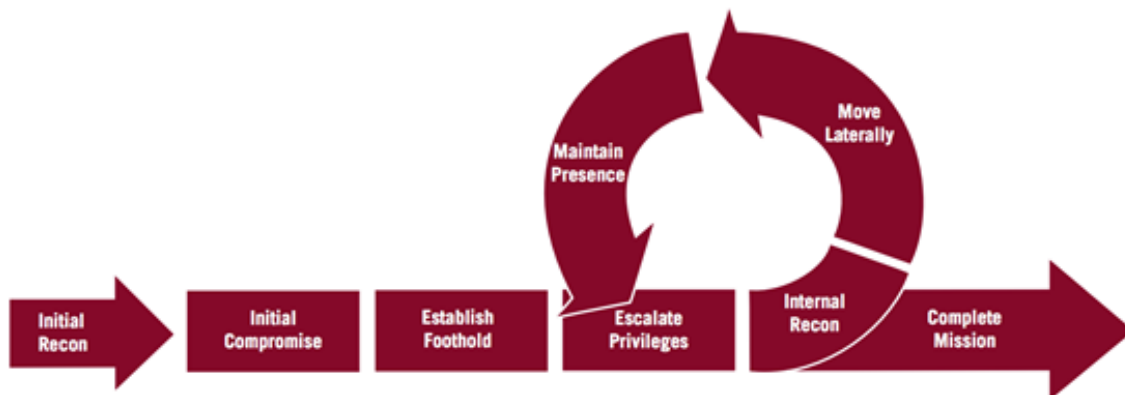 Maintain
Presence
Move
Laterally
Initial
Recon
Initial
Compromise
Establish
Foothold
Escalate
Privileges
Internal
Recon
Complete
Mission